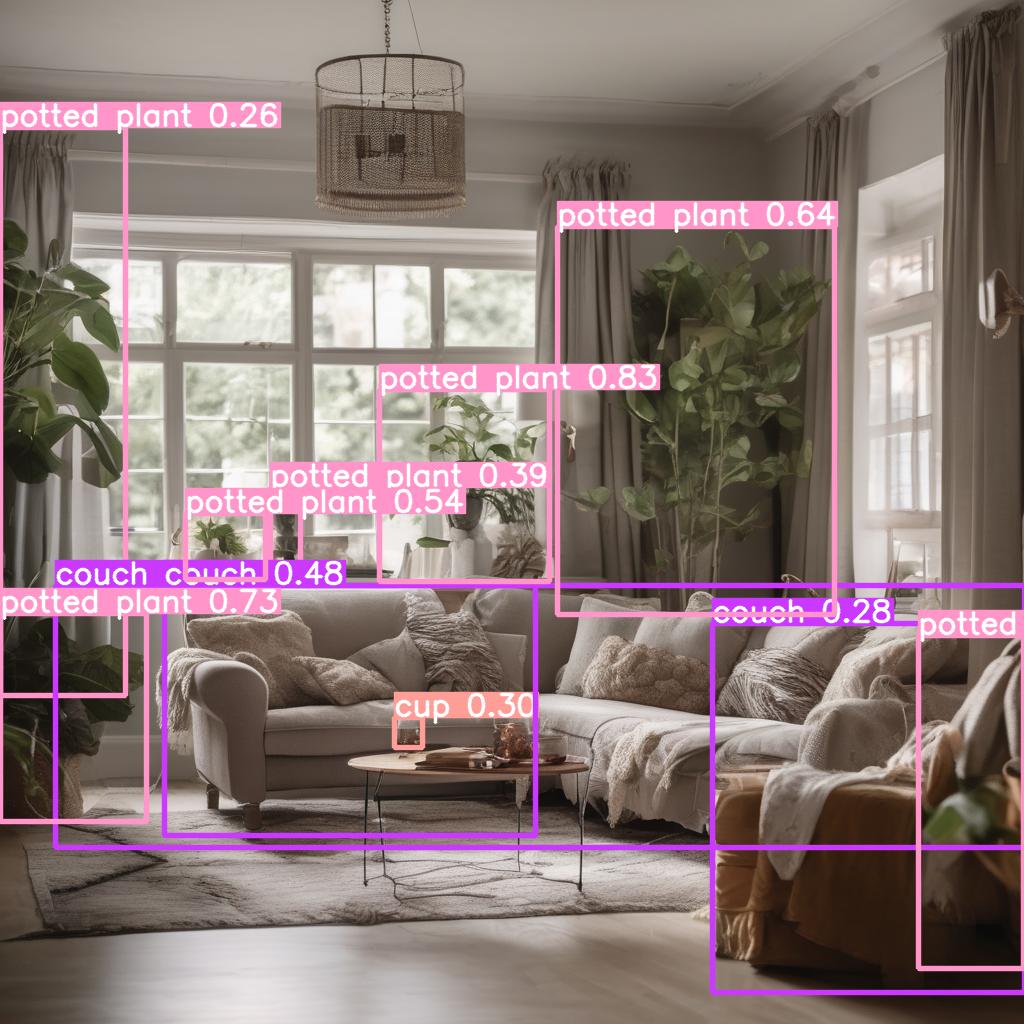 potted plant 0.26
potted plant 0.64
potted plant 0.83
potted plant 0.39
potted plant 0.54
couch couch 0.48
potted plant 0.73
couch 0.28
potted
cup 0.30